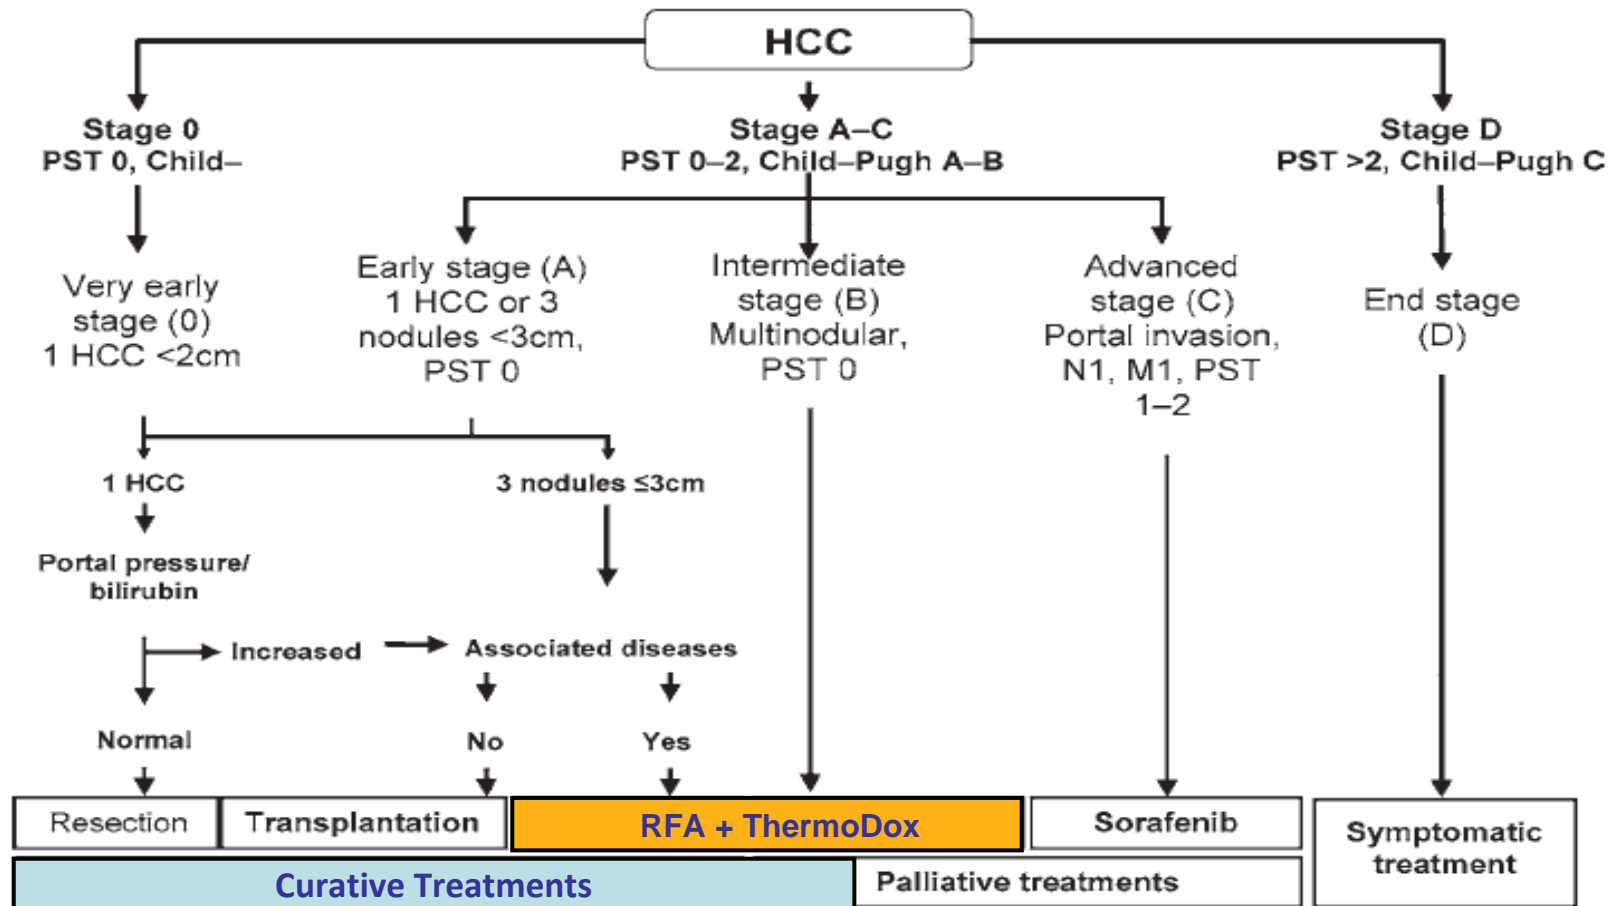 HCC
Stage 0
PST 0, Child–
Stage A–C
PST 0–2, Child–Pugh A–B
Stage D
PST >2, Child–Pugh C
Very early
stage (0)
1 HCC <2cm
Early stage (A)
1 HCC or 3
nodules <3cm,
PST 0
Intermediate
stage (B)
Multinodular,
PST 0
Advanced
stage (C)
Portal invasion,
N1, M1, PST
1–2
End stage
(D)
1 HCC
3 nodules ≤3cm
Portal pressure/
bilirubin
Increased
Associated diseases
Normal
No
Yes
Resection
Transplantation
RFA + ThermoDox
Sorafenib
Symptomatic
treatment
Curative Treatments
Palliative treatments